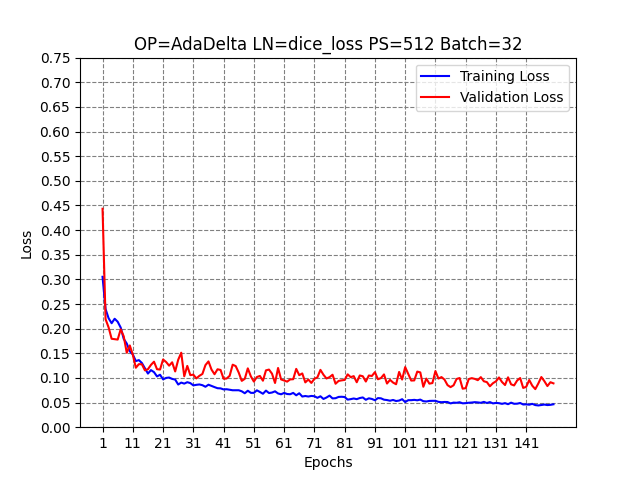 OP=AdaDelta LN=dice_loss PS=512 Batch=32
Training Loss
Validation Loss
Loss
0.75
0.70
0.65
0.60
0.55
0.50
0.45
0.40
0.35
0.30
0.25
0.20
0.15
0.10
0.05
0.00
1 11 21 31 41 51 61 71 81 91 101 111 121 131 141
Epochs